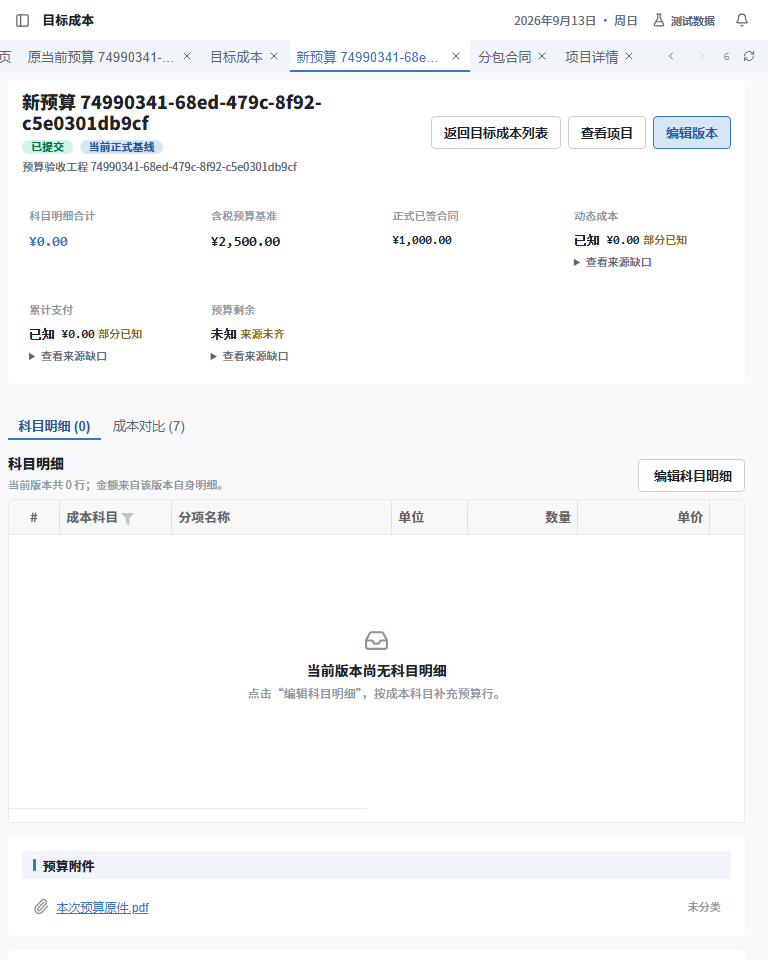 目标成本
2026年9月13日 · 周日 测试数据
页 原当前预算 74990341-... 目标成本 新预算 74990341-68e... 分包合同 项目详情 6
新预算 74990341-68ed-479c-8f92-
c5e0301db9cf
已提交 当前正式基线
预算验收工程 74990341-68ed-479c-8f92-c5e0301db9cf
返回目标成本列表 查看项目 编辑版本
科目明细合计 含税预算基准 正式已签合同 动态成本
¥0.00 ¥2,500.00 ¥1,000.00 已知 ¥0.00 部分已知
查看来源缺口
累计支付 预算剩余
已知 ¥0.00 部分已知 未知 来源未齐
查看来源缺口 查看来源缺口
科目明细 (0) 成本对比 (7)
科目明细
当前版本共 0 行；金额来自该版本自身明细。
编辑科目明细
# 成本科目 分项名称 单位 数量 单价
当前版本尚无科目明细
点击“编辑科目明细”，按成本科目补充预算行。
预算附件
本次预算原件.pdf 未分类